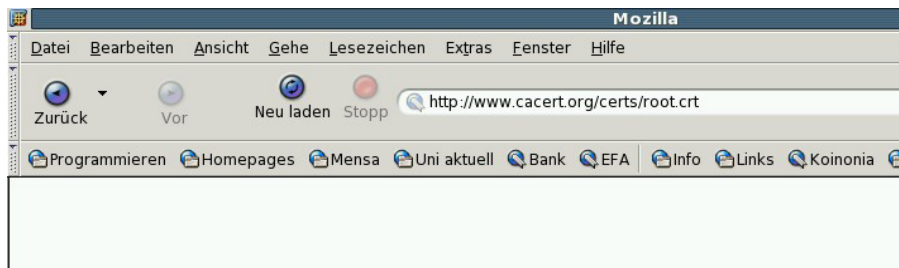 Mozilla
Datei Bearbeiten Ansicht Gehe Lesezeichen Extras Fenster Hilfe
Zurück Vor Neu laden Stopp http://www.cacert.org/certs/root.crt
Programmieren Homepages Mensa Uni aktuell Bank EFA Info Links Koinonia